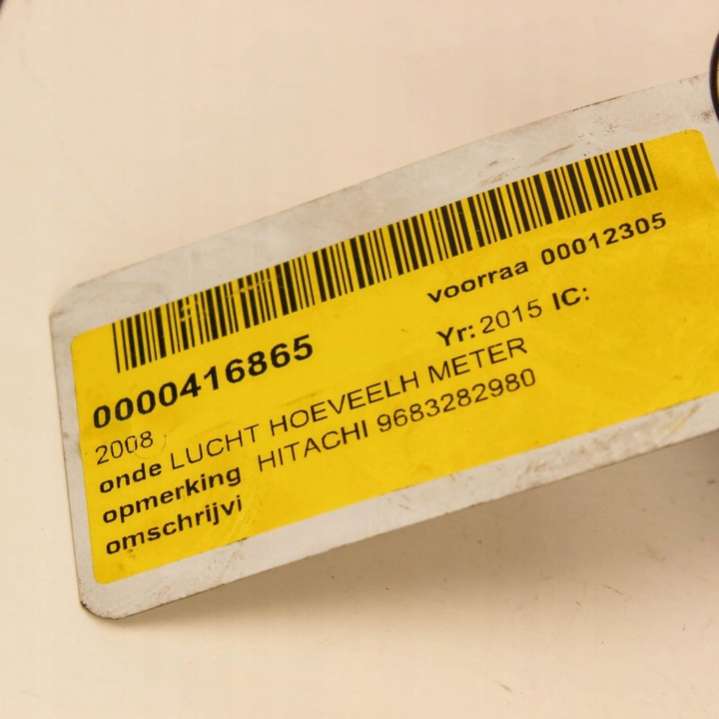 voorraa 00012305
0000416865 Yr: 2015 IC:
2008
onde LUCHT HOEVEELH METER
opmerking HITACHI 9683282980
omschrijvi